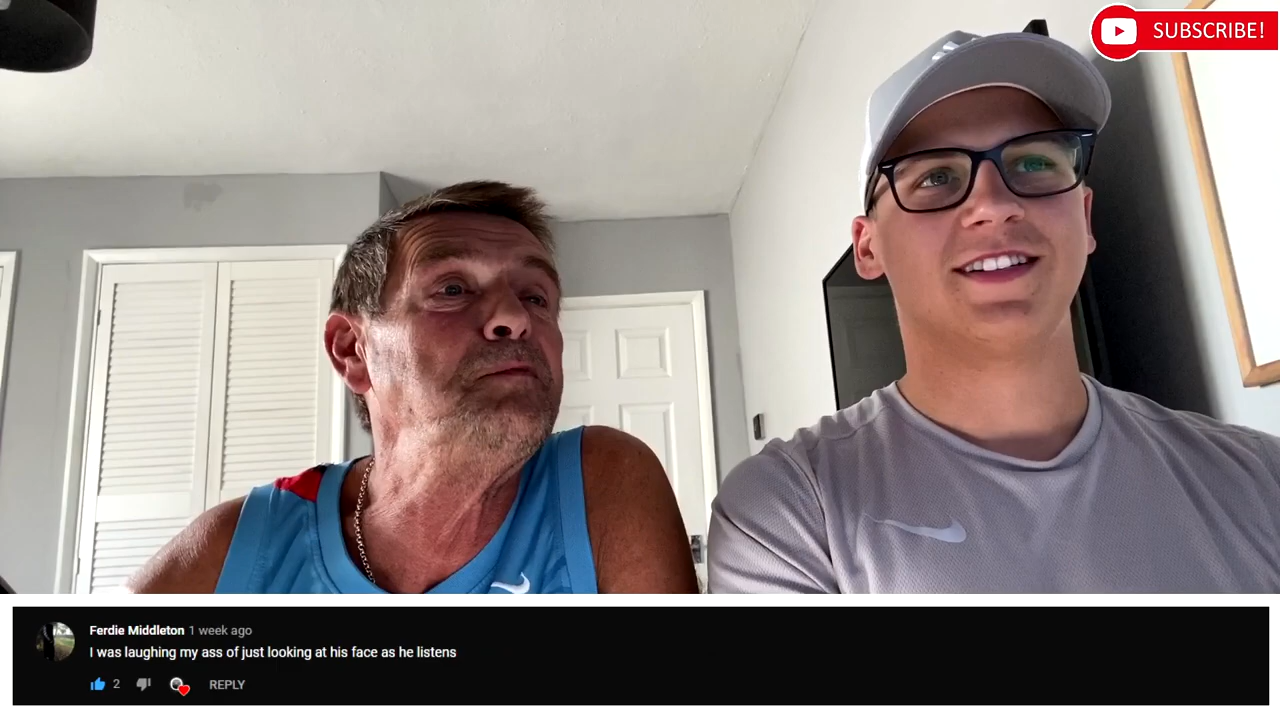 SUBSCRIBE!
Ferdie Middleton 1 week ago
I was laughing my ass of just looking at his face as he listens
2
REPLY